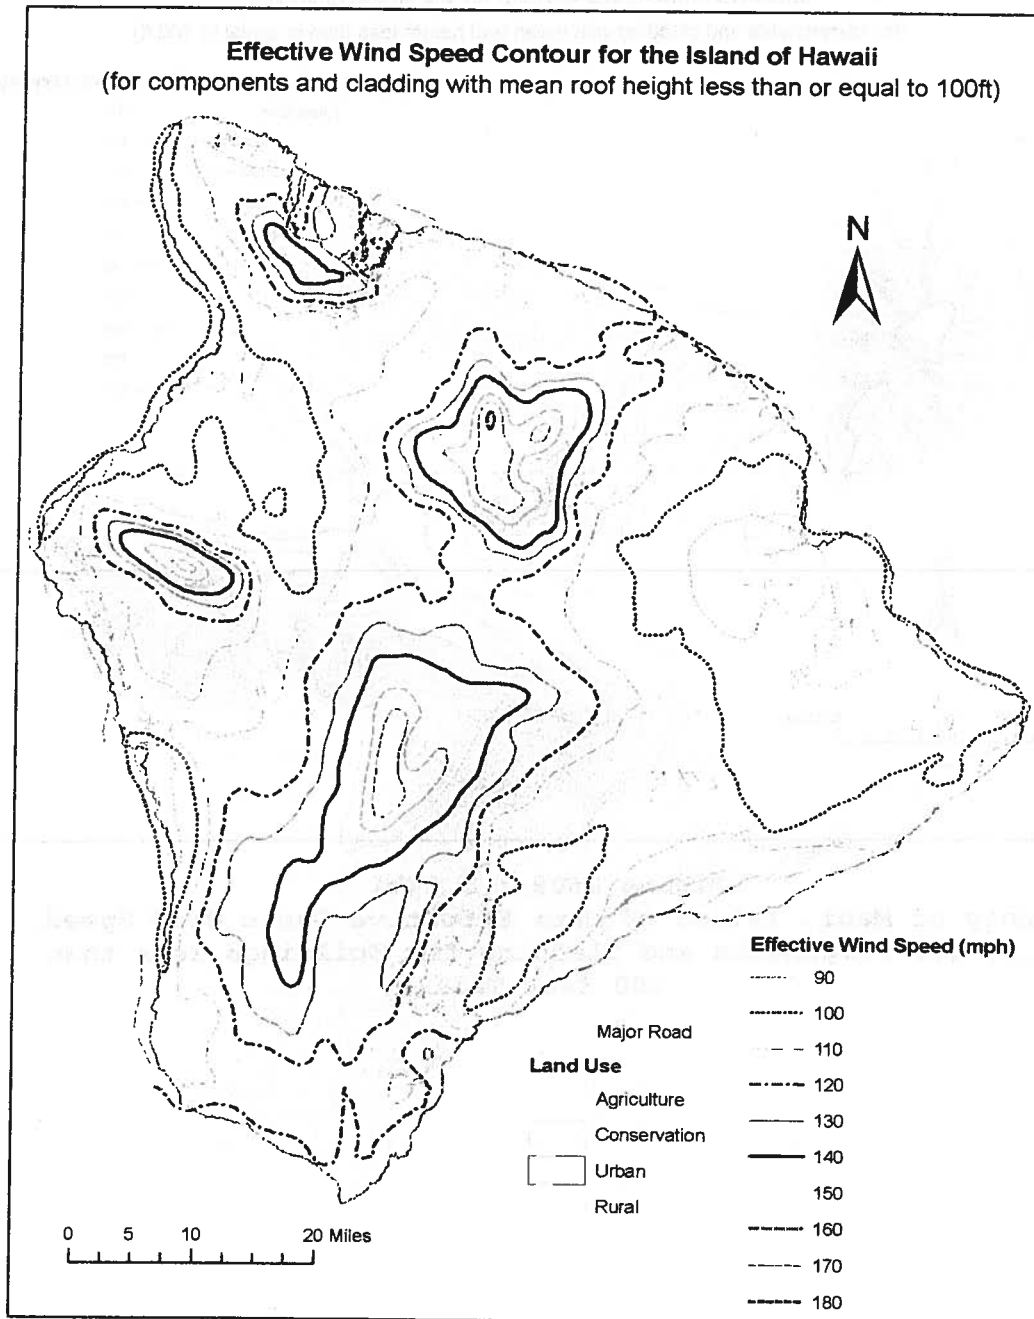 Effective Wind Speed Contour for the Island of Hawaii
(for components and cladding with mean roof height less than or equal to 100ft)
N
Effective Wind Speed (mph)
90
100
110
120
130
140
150
160
170
180
Major Road
Land Use
Agriculture
Conservation
Urban
Rural
0 5 10 20 Miles